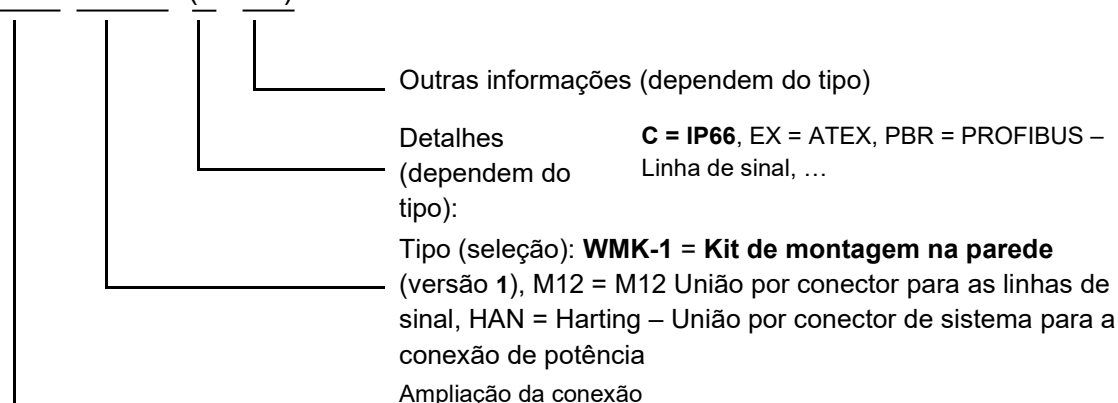 Outras informações (dependem do tipo)
Detalhes
(dependem do
tipo):
C = IP66, EX = ATEX, PBR = PROFIBUS –
Linha de sinal, …
Tipo (seleção): WMK-1 = Kit de montagem na parede
(versão 1), M12 = M12 União por conector para as linhas de
sinal, HAN = Harting – União por conector de sistema para a
conexão de potência
Ampliação da conexão